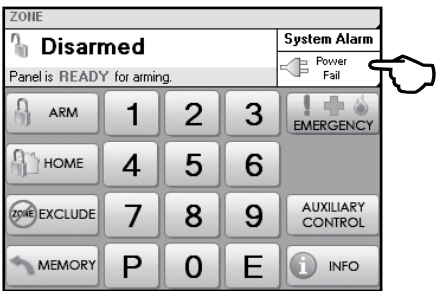 ZONE
Disarmed
System Alarm
Panel is READY for arming.
Power
Fail
ARM 1 2 3 EMERGENCY
HOME 4 5 6
ZONE EXCLUDE 7 8 9 AUXILIARY CONTROL
MEMORY P 0 E i INFO